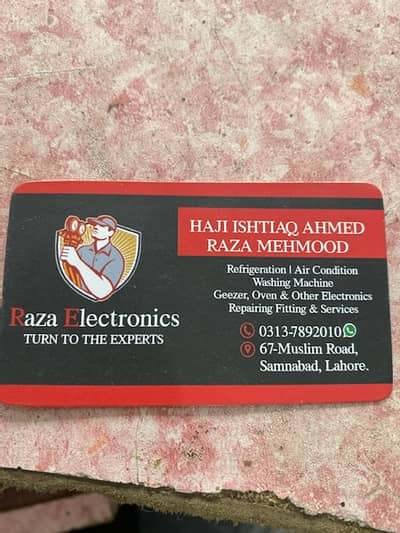 HAJI ISHTIAQ AHMED
RAZA MEHMOOD
Refrigeration | Air Condition
Washing Machine
Geezer, Oven & Other Electronics
Repairing Fitting & Services
0313-7892010
67-Muslim Road,
Samnabad, Lahore.
Raza Electronics
TURN TO THE EXPERTS